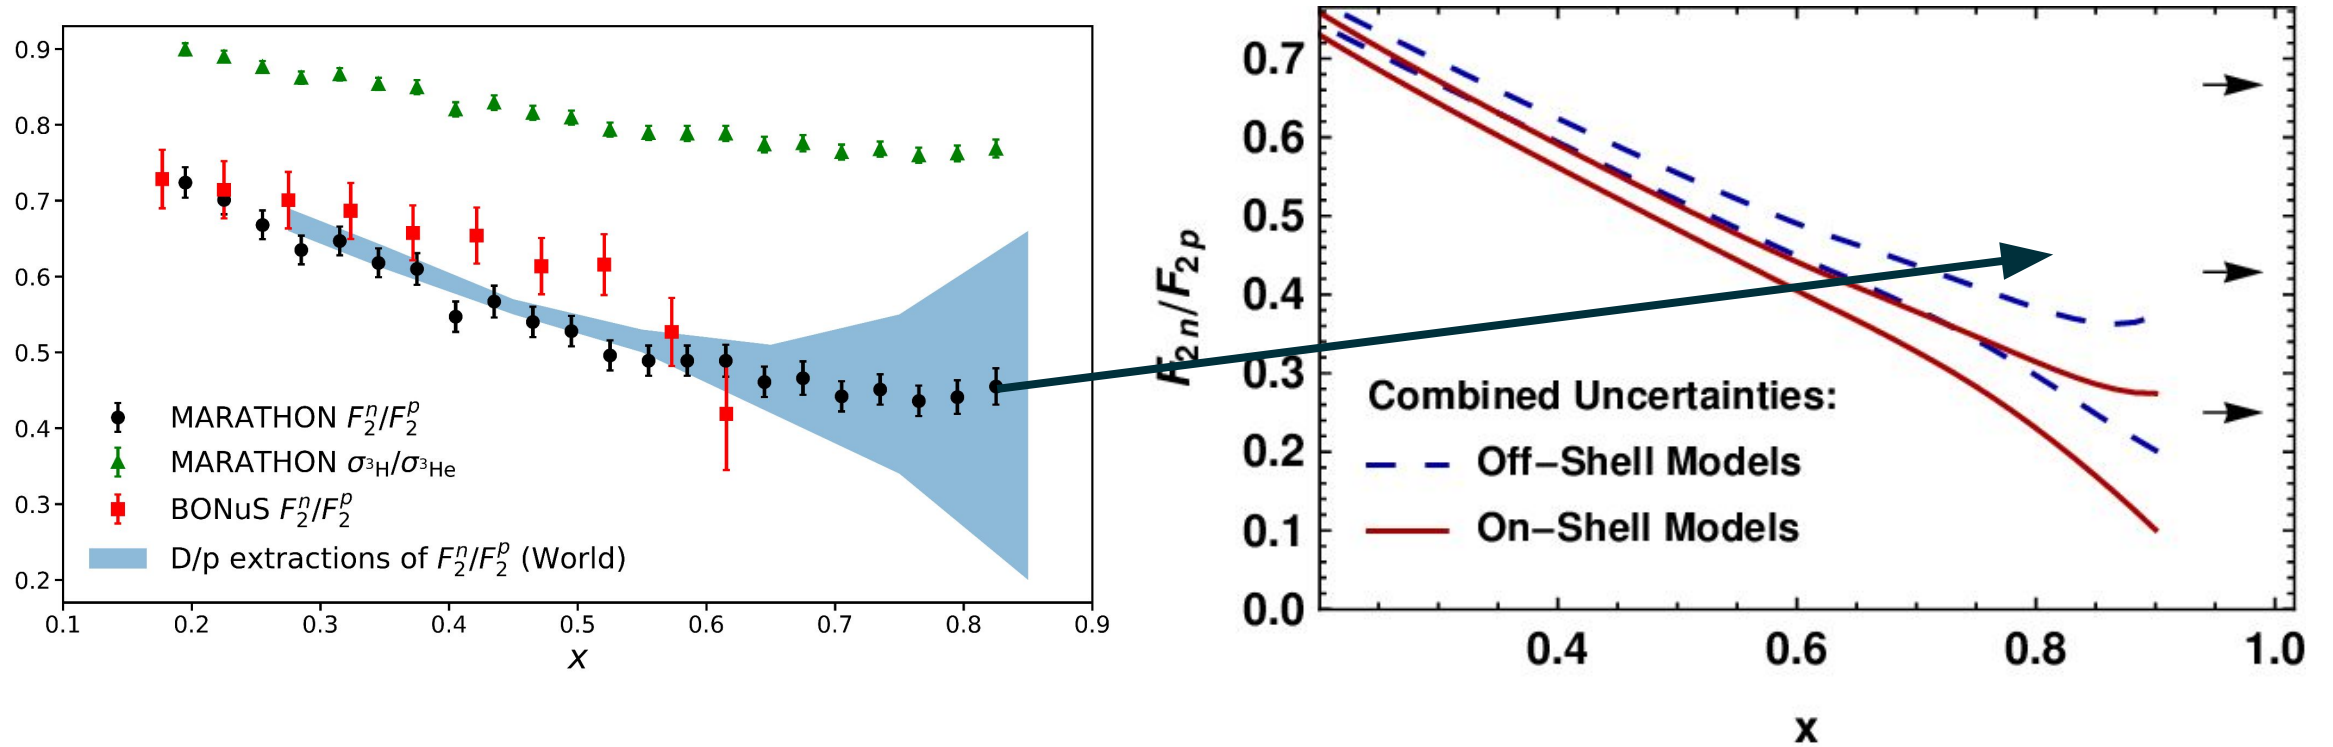 0.9
0.8
0.7
0.6
0.5
0.4
0.3
0.2
0.1 0.2 0.3 0.4 0.5 0.6 0.7 0.8 0.9
x
MARATHON F₂ⁿ/F₂ᵖ
MARATHON σ³H/σ³He
BONuS F₂ⁿ/F₂ᵖ
D/p extractions of F₂ⁿ/F₂ᵖ (World)
F2n/F2p
0.7
0.6
0.5
0.4
0.3
0.2
0.1
0.0
Combined Uncertainties:
Off–Shell Models
On–Shell Models
0.4 0.6 0.8 1.0
x